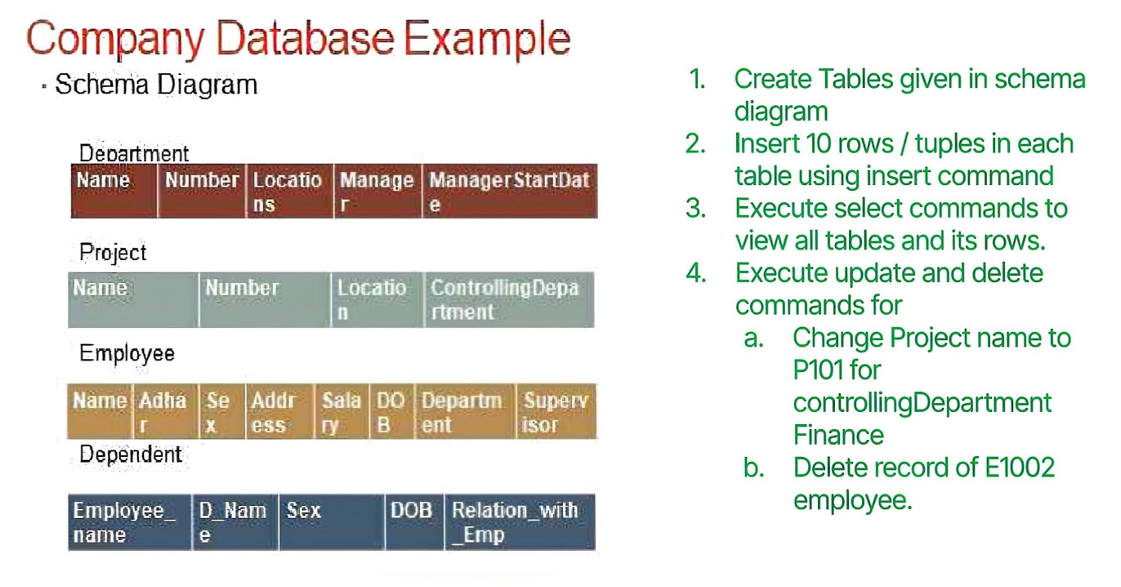 Company Database Example
· Schema Diagram
Department
Name Number Locatio Manage ManagerStartDat
ns r e
Project
Name Number Locatio ControllingDepa
n rtment
Employee
Name Adha Se Addr Sala DO Departm Superv
r x ess ry B ent isor
Dependent
Employee_ D_Nam Sex DOB Relation_with
name e _Emp
1. Create Tables given in schema
diagram
2. Insert 10 rows / tuples in each
table using insert command
3. Execute select commands to
view all tables and its rows.
4. Execute update and delete
commands for
a. Change Project name to
P101 for
controllingDepartment
Finance
b. Delete record of E1002
employee.